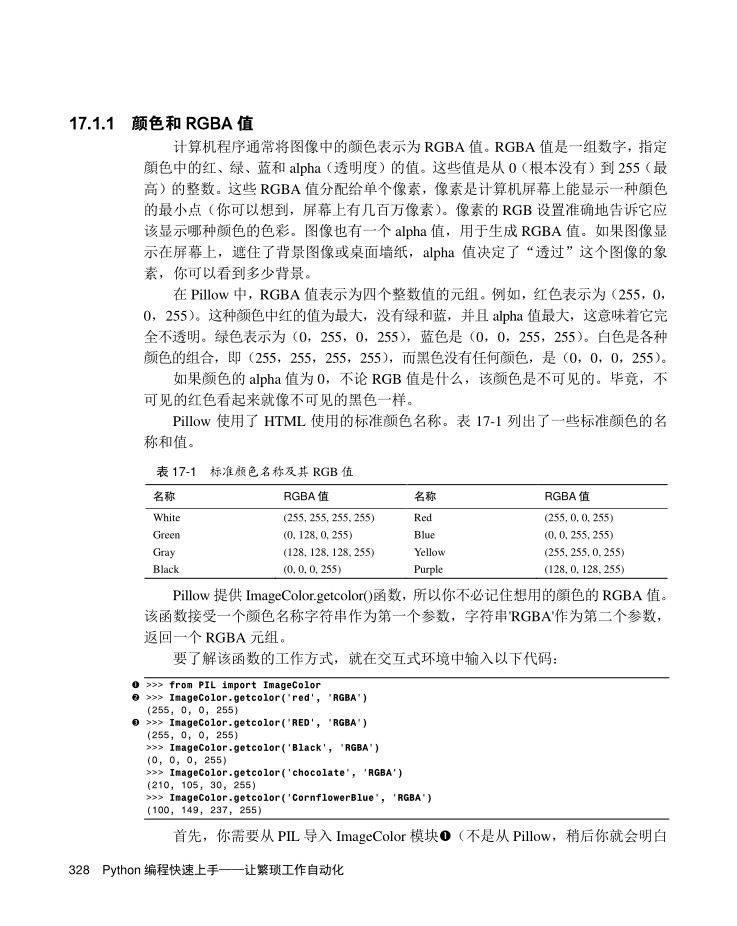 17.1.1 颜色和 RGBA 值
计算机程序通常将图像中的颜色表示为 RGBA 值。RGBA 值是一组数字，指定
颜色中的红、绿、蓝和 alpha（透明度）的值。这些值是从 0（根本没有）到 255（最
高）的整数。这些 RGBA 值分配给单个像素，像素是计算机屏幕上能显示一种颜色
的最小点（你可以想到，屏幕上有几百万像素）。像素的 RGB 设置准确地告诉它应
该显示哪种颜色的色彩。图像也有一个 alpha 值，用于生成 RGBA 值。如果图像显
示在屏幕上，遮住了背景图像或桌面墙纸，alpha 值决定了“透过”这个图像的象
素，你可以看到多少背景。
在 Pillow 中，RGBA 值表示为四个整数值的元组。例如，红色表示为（255，0，
0，255）。这种颜色中红的值为最大，没有绿和蓝，并且 alpha 值最大，这意味着它完
全不透明。绿色表示为（0，255，0，255），蓝色是（0，0，255，255）。白色是各种
颜色的组合，即（255，255，255，255），而黑色没有任何颜色，是（0，0，0，255）。
如果颜色的 alpha 值为 0，不论 RGB 值是什么，该颜色是不可见的。毕竟，不
可见的红色看起来就像不可见的黑色一样。
Pillow 使用了 HTML 使用的标准颜色名称。表 17-1 列出了一些标准颜色的名
称和值。
表 17-1 标准颜色名称及其 RGB 值
名称 RGBA 值 名称 RGBA 值
White (255, 255, 255, 255) Red (255, 0, 0, 255)
Green (0, 128, 0, 255) Blue (0, 0, 255, 255)
Gray (128, 128, 128, 255) Yellow (255, 255, 0, 255)
Black (0, 0, 0, 255) Purple (128, 0, 128, 255)
Pillow 提供 ImageColor.getcolor()函数，所以你不必记住想用的颜色的 RGBA 值。
该函数接受一个颜色名称字符串作为第一个参数，字符串'RGBA'作为第二个参数，
返回一个 RGBA 元组。
要了解该函数的工作方式，就在交互式环境中输入以下代码：
❶ >>> from PIL import ImageColor
❷ >>> ImageColor.getcolor('red', 'RGBA')
(255, 0, 0, 255)
❸ >>> ImageColor.getcolor('RED', 'RGBA')
(255, 0, 0, 255)
>>> ImageColor.getcolor('Black', 'RGBA')
(0, 0, 0, 255)
>>> ImageColor.getcolor('chocolate', 'RGBA')
(210, 105, 30, 255)
>>> ImageColor.getcolor('CornflowerBlue', 'RGBA')
(100, 149, 237, 255)
首先，你需要从 PIL 导入 ImageColor 模块❶（不是从 Pillow，稍后你就会明白
328 Python 编程快速上手——让繁琐工作自动化